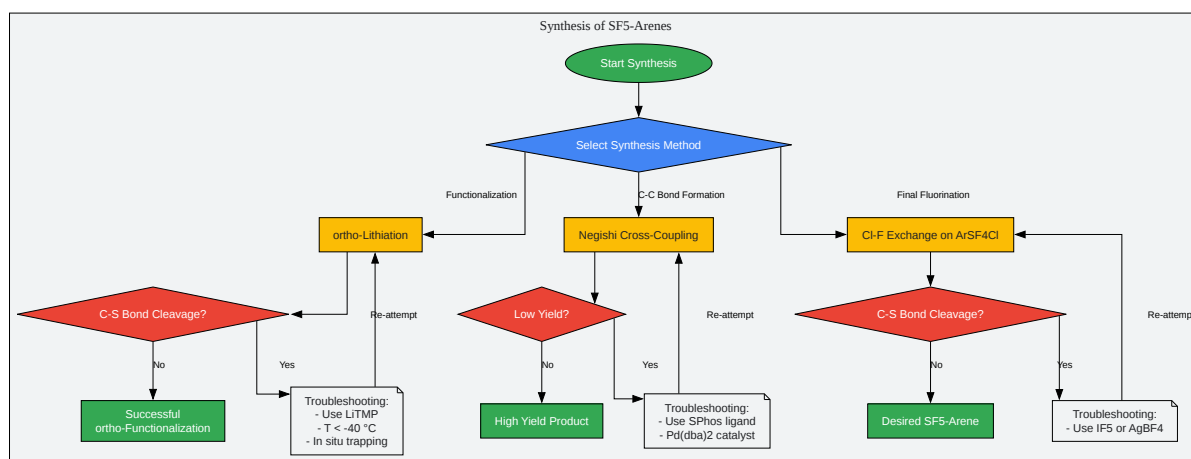 Synthesis of SF5-Arenes
Start Synthesis
Select Synthesis Method
Functionalization
C-C Bond Formation
Final Fluorination
ortho-Lithiation
Negishi Cross-Coupling
Cl-F Exchange on ArSF4Cl
C-S Bond Cleavage?
Re-attempt
Low Yield?
Re-attempt
C-S Bond Cleavage?
Re-attempt
No
Yes
No
Yes
No
Yes
Successful
ortho-Functionalization
Troubleshooting:
- Use LiTMP
- T < -40 °C
- In situ trapping
High Yield Product
Troubleshooting:
- Use SPhos ligand
- Pd(dba)2 catalyst
Desired SF5-Arene
Troubleshooting:
- Use IF5 or AgBF4